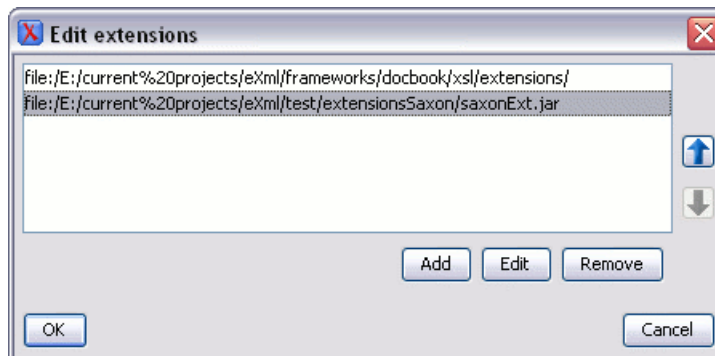 Edit extensions
file:/E:/current%20projects/eXml/frameworks/docbook/xsl/extensions/
file:/E:/current%20projects/eXml/test/extensionsSaxon/saxonExt.jar
Add Edit Remove
OK Cancel